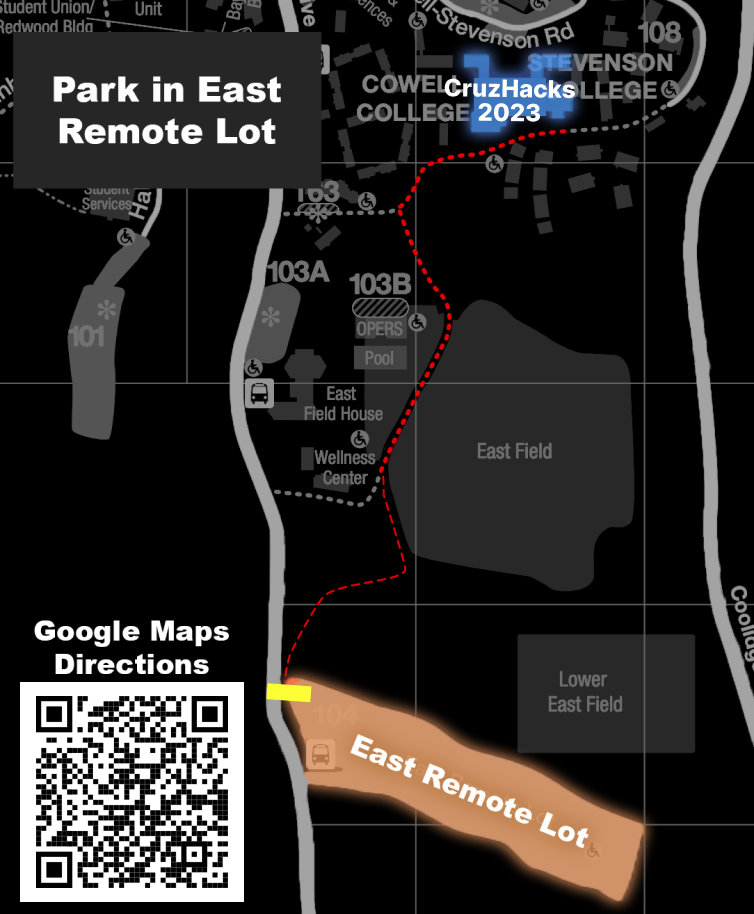 Student Union/
Redwood Bldg
Unit
ell-Stevenson Rd
108
STEVENSON
COLLEGE
COWELL
COLLEGE
CruzHacks
2023
Park in East
Remote Lot
Student
Services
Ha
163
103A
103B
OPERS
Pool
101
East
Field House
Wellness
Center
East Field
Google Maps
Directions
Lower
East Field
104
East Remote Lot
Coolidge